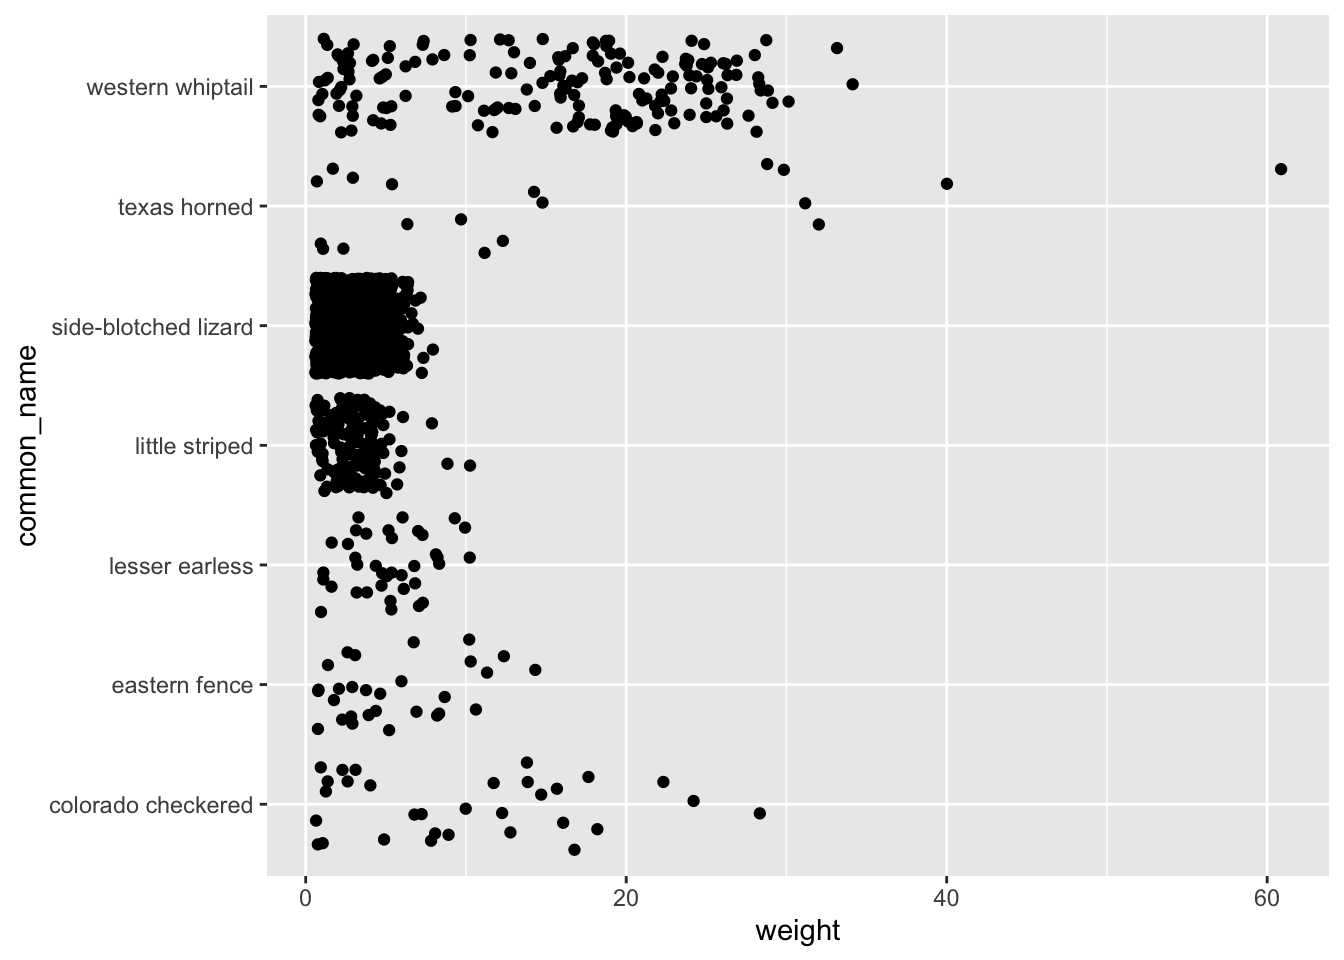 common_name
western whiptail
texas horned
side-blotched lizard
little striped
lesser earless
eastern fence
colorado checkered
0 20 40 60
weight